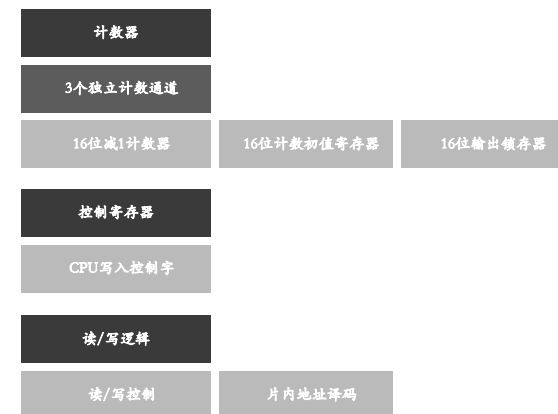 计数器
3个独立计数通道
16位减1计数器 16位计数初值寄存器 16位输出锁存器
控制寄存器
CPU写入控制字
读/写逻辑
读/写控制 片内地址译码